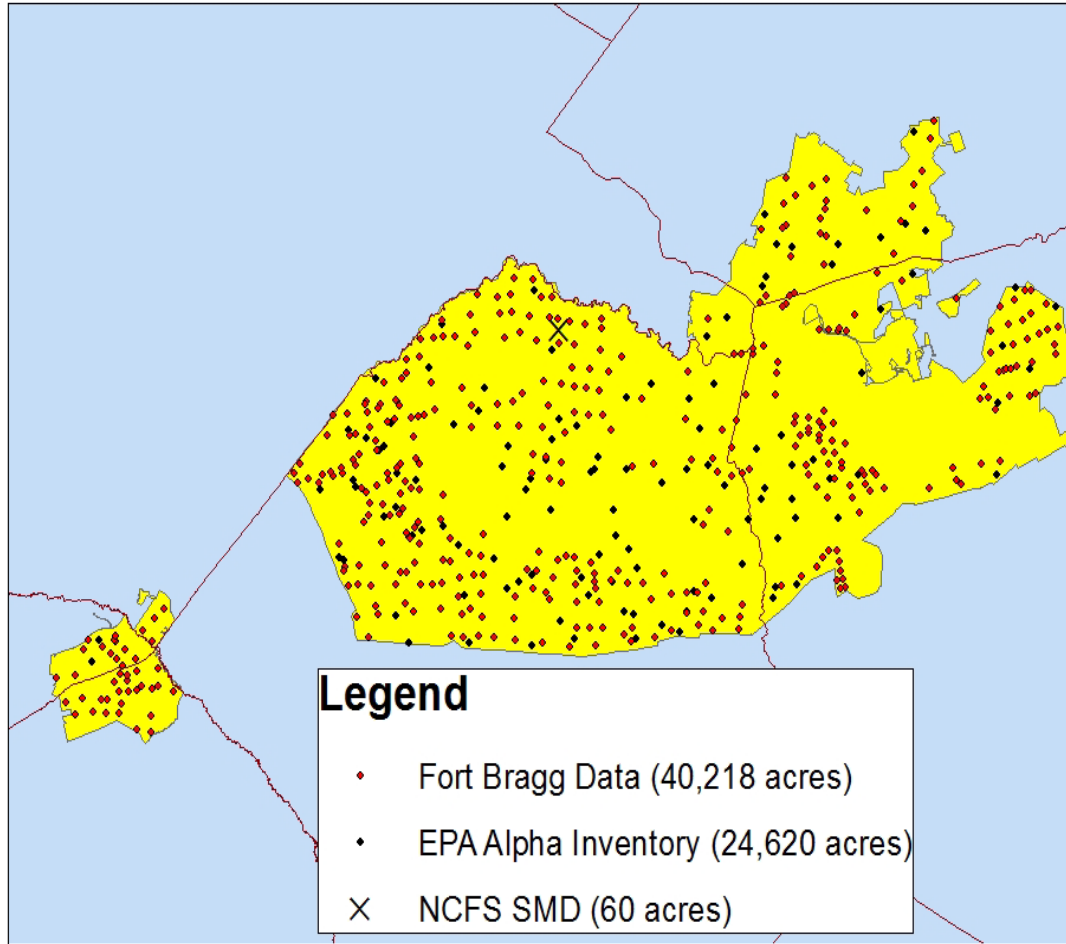 Legend
Fort Bragg Data (40,218 acres)
EPA Alpha Inventory (24,620 acres)
NCFS SMD (60 acres)